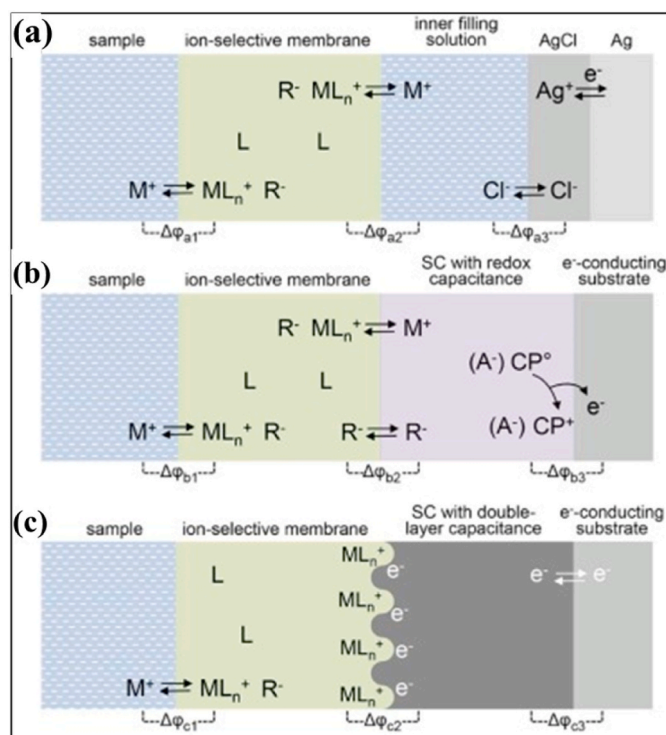 (a)
sample ion-selective membrane inner filling solution AgCl Ag
R⁻ MLₙ⁺ ⇌ M⁺ Ag⁺ ⇌ e⁻
L L
M⁺ ⇌ MLₙ⁺ R⁻ Cl⁻ ⇌ Cl⁻
Δφₐ₁ Δφₐ₂ Δφₐ₃
(b)
sample ion-selective membrane SC with redox capacitance e⁻-conducting substrate
R⁻ MLₙ⁺ ⇌ M⁺
(A⁻) CP°
L L
e⁻
(A⁻) CP⁺
M⁺ ⇌ MLₙ⁺ R⁻ R⁻ ⇌ R⁻
Δφb1 Δφb2 Δφb3
(c)
sample ion-selective membrane SC with double-layer capacitance e⁻-conducting substrate
MLₙ⁺
L e⁻ e⁻ ⇌ e⁻
MLₙ⁺
e⁻
L
MLₙ⁺
e⁻
M⁺ ⇌ MLₙ⁺ R⁻ MLₙ⁺ e⁻
Δφc1 Δφc2 Δφc3